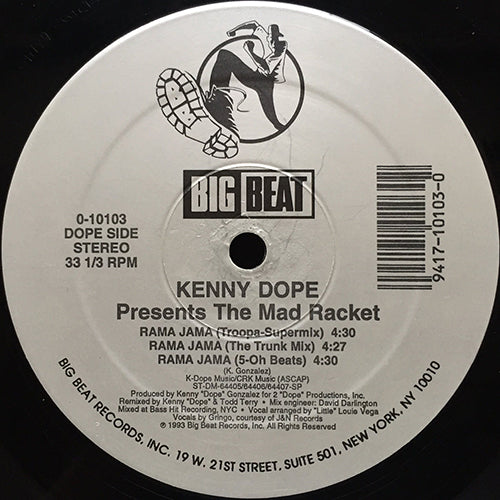 BIG BEAT
0-10103
DOPE SIDE
STEREO
33 1/3 RPM
9417-10103-0
KENNY DOPE
Presents The Mad Racket
RAMA JAMA (Troopa-Supermix) 4:30
RAMA JAMA (The Trunk Mix) 4:27
RAMA JAMA (5-Oh Beats) 4:30
(K. Gonzalez)
K-Dope Music/CRK Music (ASCAP)
ST-DM-64405/64406/64407-SP
Produced by Kenny "Dope" Gonzalez for 2 "Dope" Productions, Inc.
Remixed by Kenny "Dope" & Todd Terry • Mix engineer: David Darlington
Mixed at Bass Hit Recording, NYC • Vocal arranged by "Little" Louie Vega
Vocals by Gringo, courtesy of J&N Records
℗ 1993 Big Beat Records, Inc. All Rights Reserved
BIG BEAT RECORDS, INC. 19 W. 21ST STREET, SUITE 501, NEW YORK, NY 10010